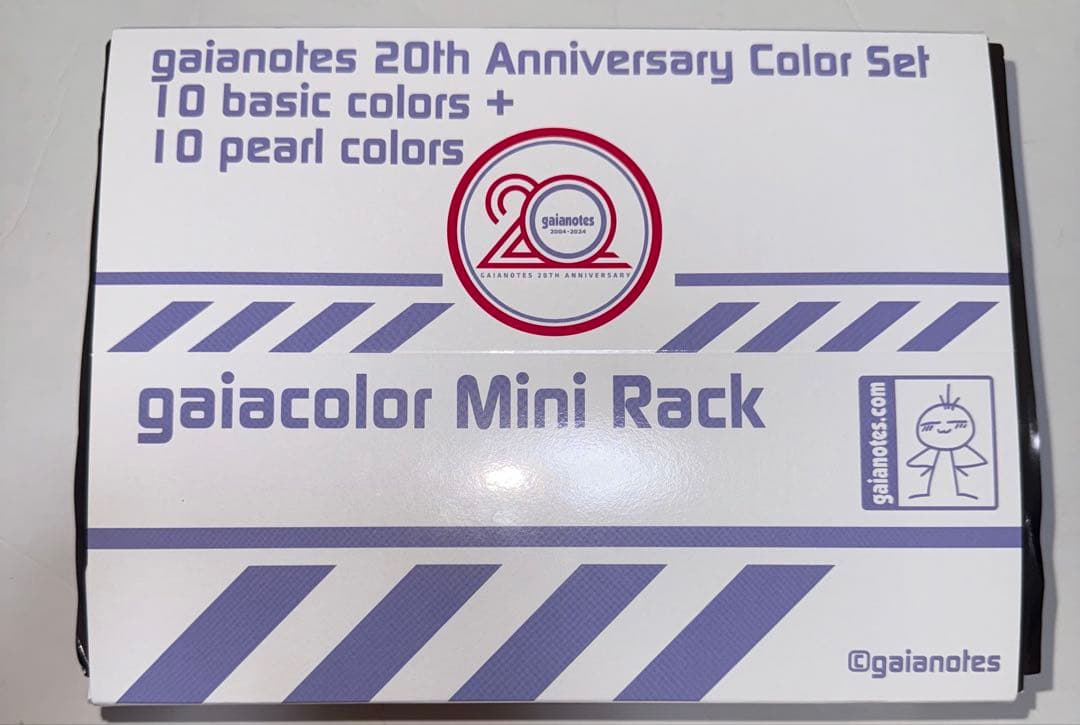 gaianotes 20th Anniversary Color Set
10 basic colors +
10 pearl colors
20
gaianotes
2004-2024
GAIANOTES 20TH ANNIVERSARY
gaiacolor Mini Rack
gaianotes.com
©gaianotes